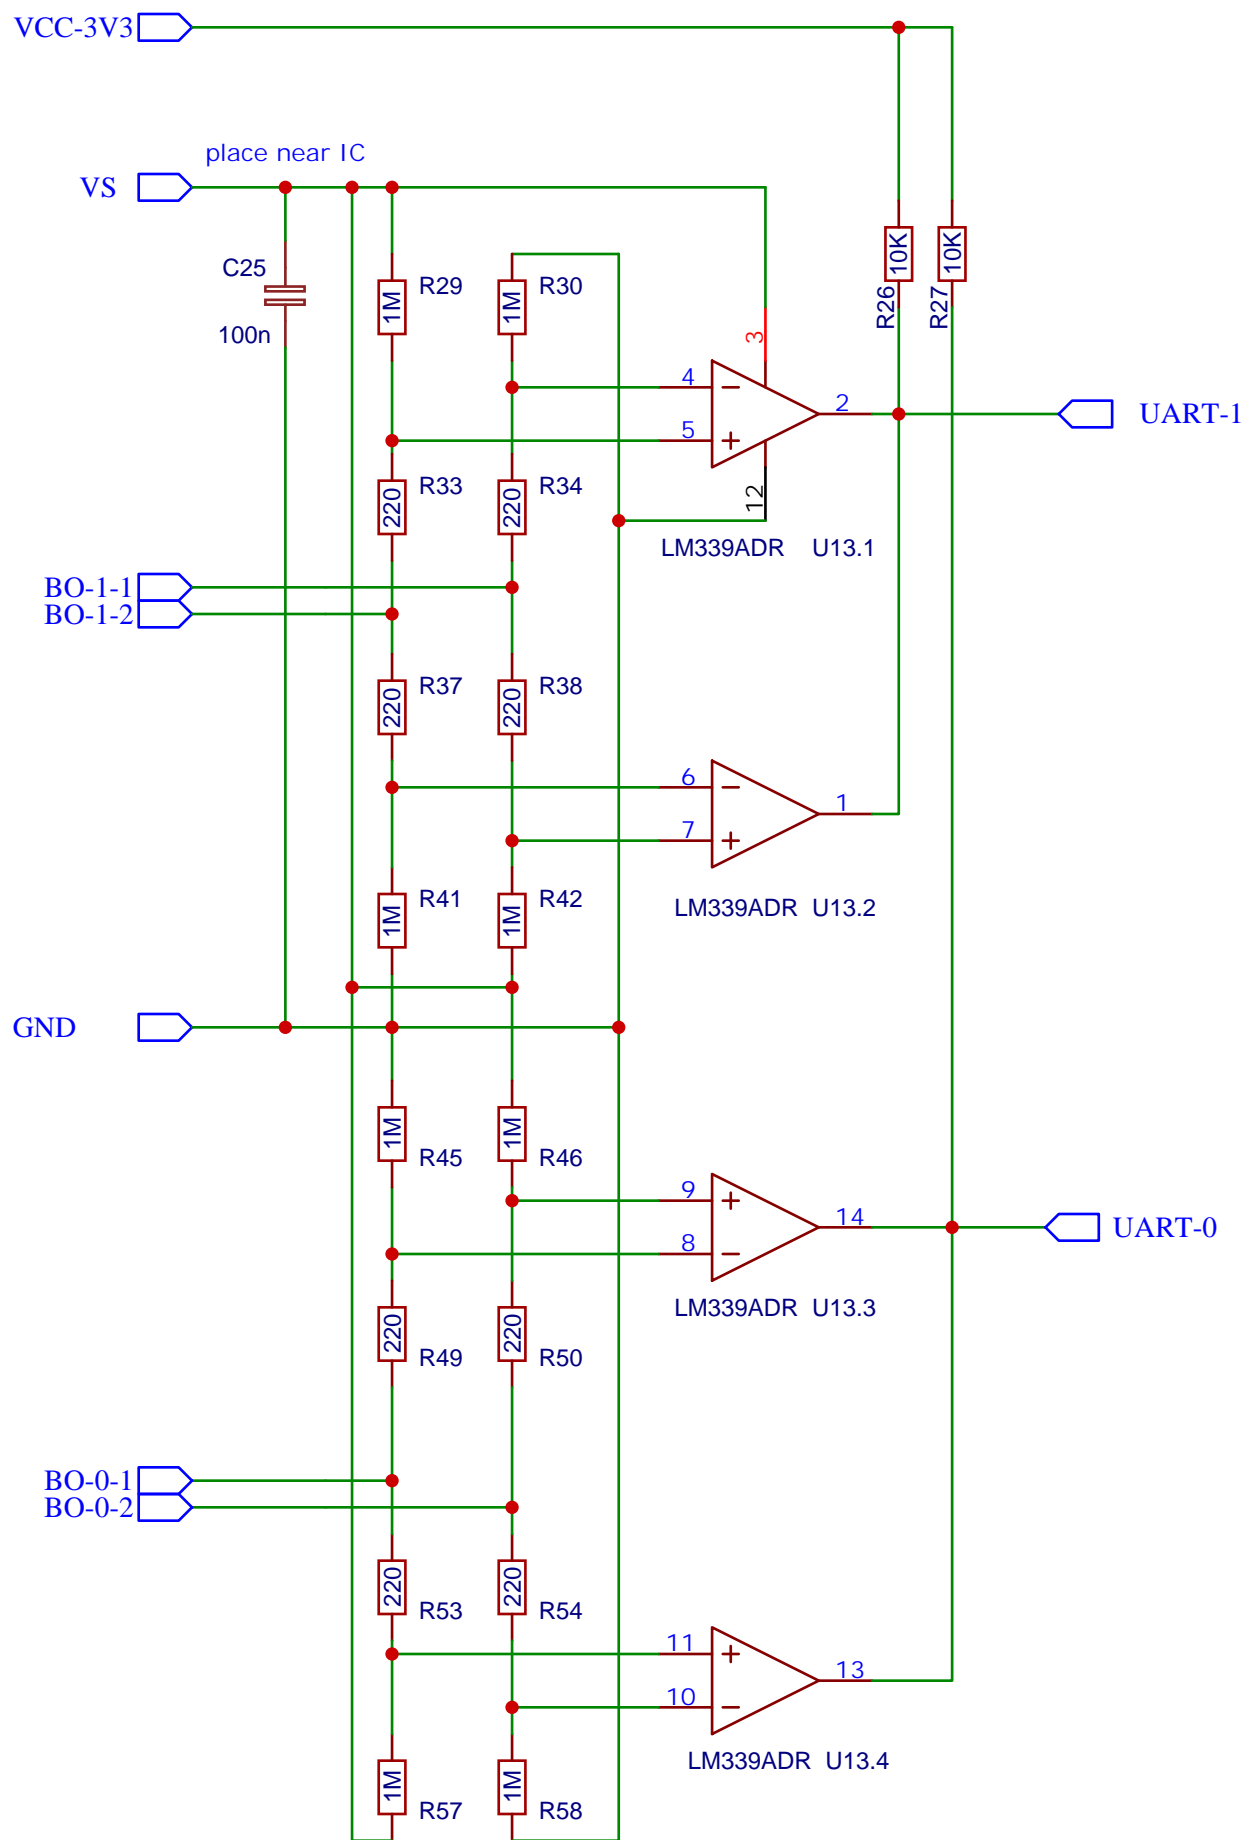 VCC-3V3
place near IC
VS
C25
100n
R29
1M
R30
1M
10K
R26
10K
R27
3
4
5
2
12
UART-1
R33
220
R34
220
LM339ADR U13.1
BO-1-1
BO-1-2
R37
220
R38
220
6
7
1
LM339ADR U13.2
R41
1M
R42
1M
GND
R45
1M
R46
1M
9
8
14
UART-0
LM339ADR U13.3
R49
220
R50
220
BO-0-1
BO-0-2
R53
220
R54
220
11
10
13
LM339ADR U13.4
R57
1M
R58
1M